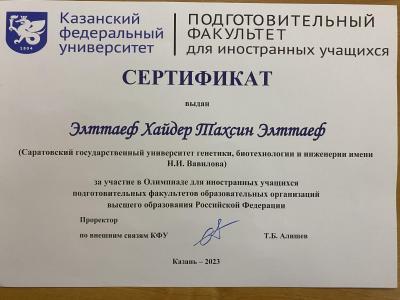 Казанский
федеральный
университет
1804
ПОДГОТОВИТЕЛЬНЫЙ
ФАКУЛЬТЕТ
для иностранных учащихся
СЕРТИФИКАТ
выдан
Элттаеф Хайдер Тахсин Элттаеф
(Саратовский государственный университет генетики, биотехнологии и инженерии имени
Н.И. Вавилова)
за участие в Олимпиаде для иностранных учащихся
подготовительных факультетов образовательных организаций
высшего образования Российской Федерации
Проректор
по внешним связям КФУ
Т.Б. Алишев
Казань – 2023